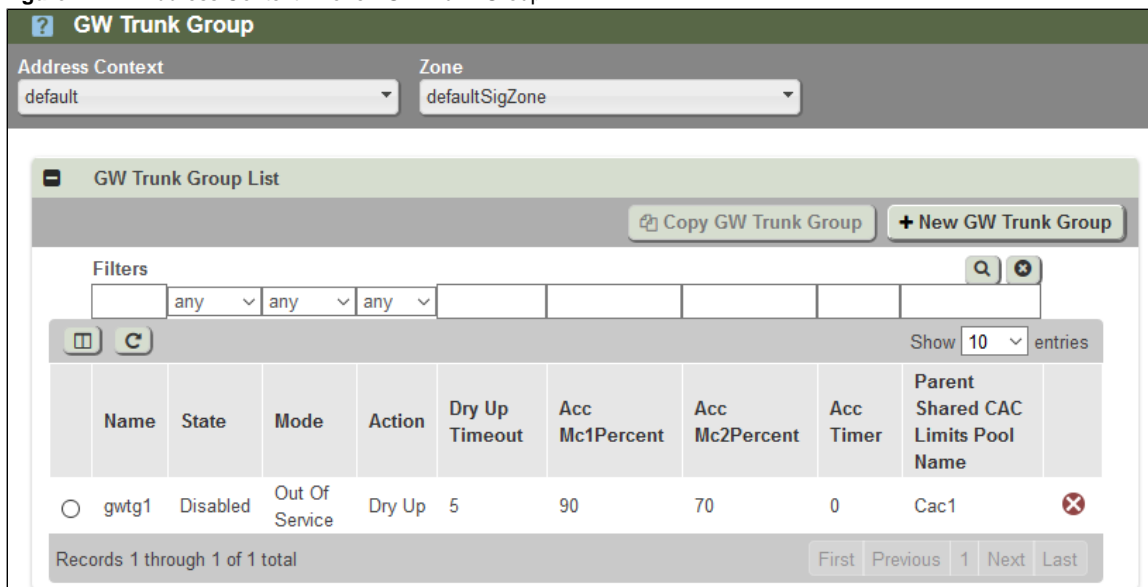 GW Trunk Group
Address Context Zone
default defaultSigZone
GW Trunk Group List
Copy GW Trunk Group + New GW Trunk Group
Filters
any any any
Show 10 entries
Name State Mode Action Dry Up Timeout Acc Mc1Percent Acc Mc2Percent Acc Timer Parent Shared CAC Limits Pool Name
gwtg1 Disabled Out Of Service Dry Up 5 90 70 0 Cac1
Records 1 through 1 of 1 total First Previous 1 Next Last